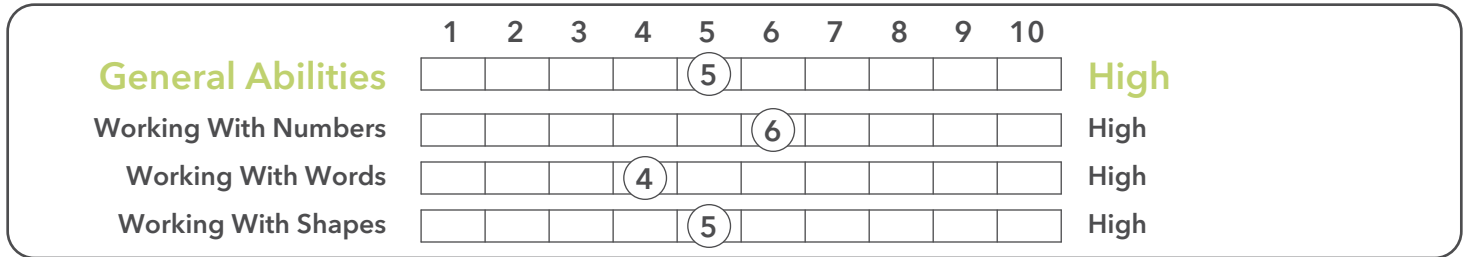 1 2 3 4 5 6 7 8 9 10
General Abilities 5 High
Working With Numbers 6 High
Working With Words 4 High
Working With Shapes 5 High